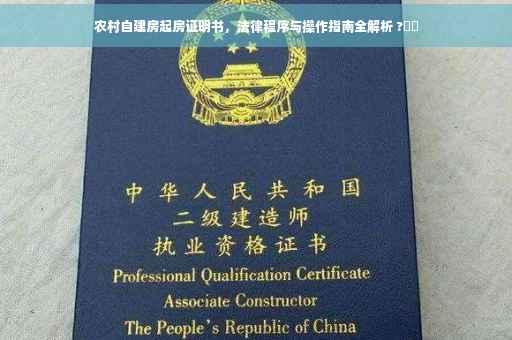 农村自建房起房证明书，法律程序与操作指南全解析 ?
中华人民共和国
二级建造师
执业资格证书
Professional Qualification Certificate
Associate Constructor
The People's Republic of China